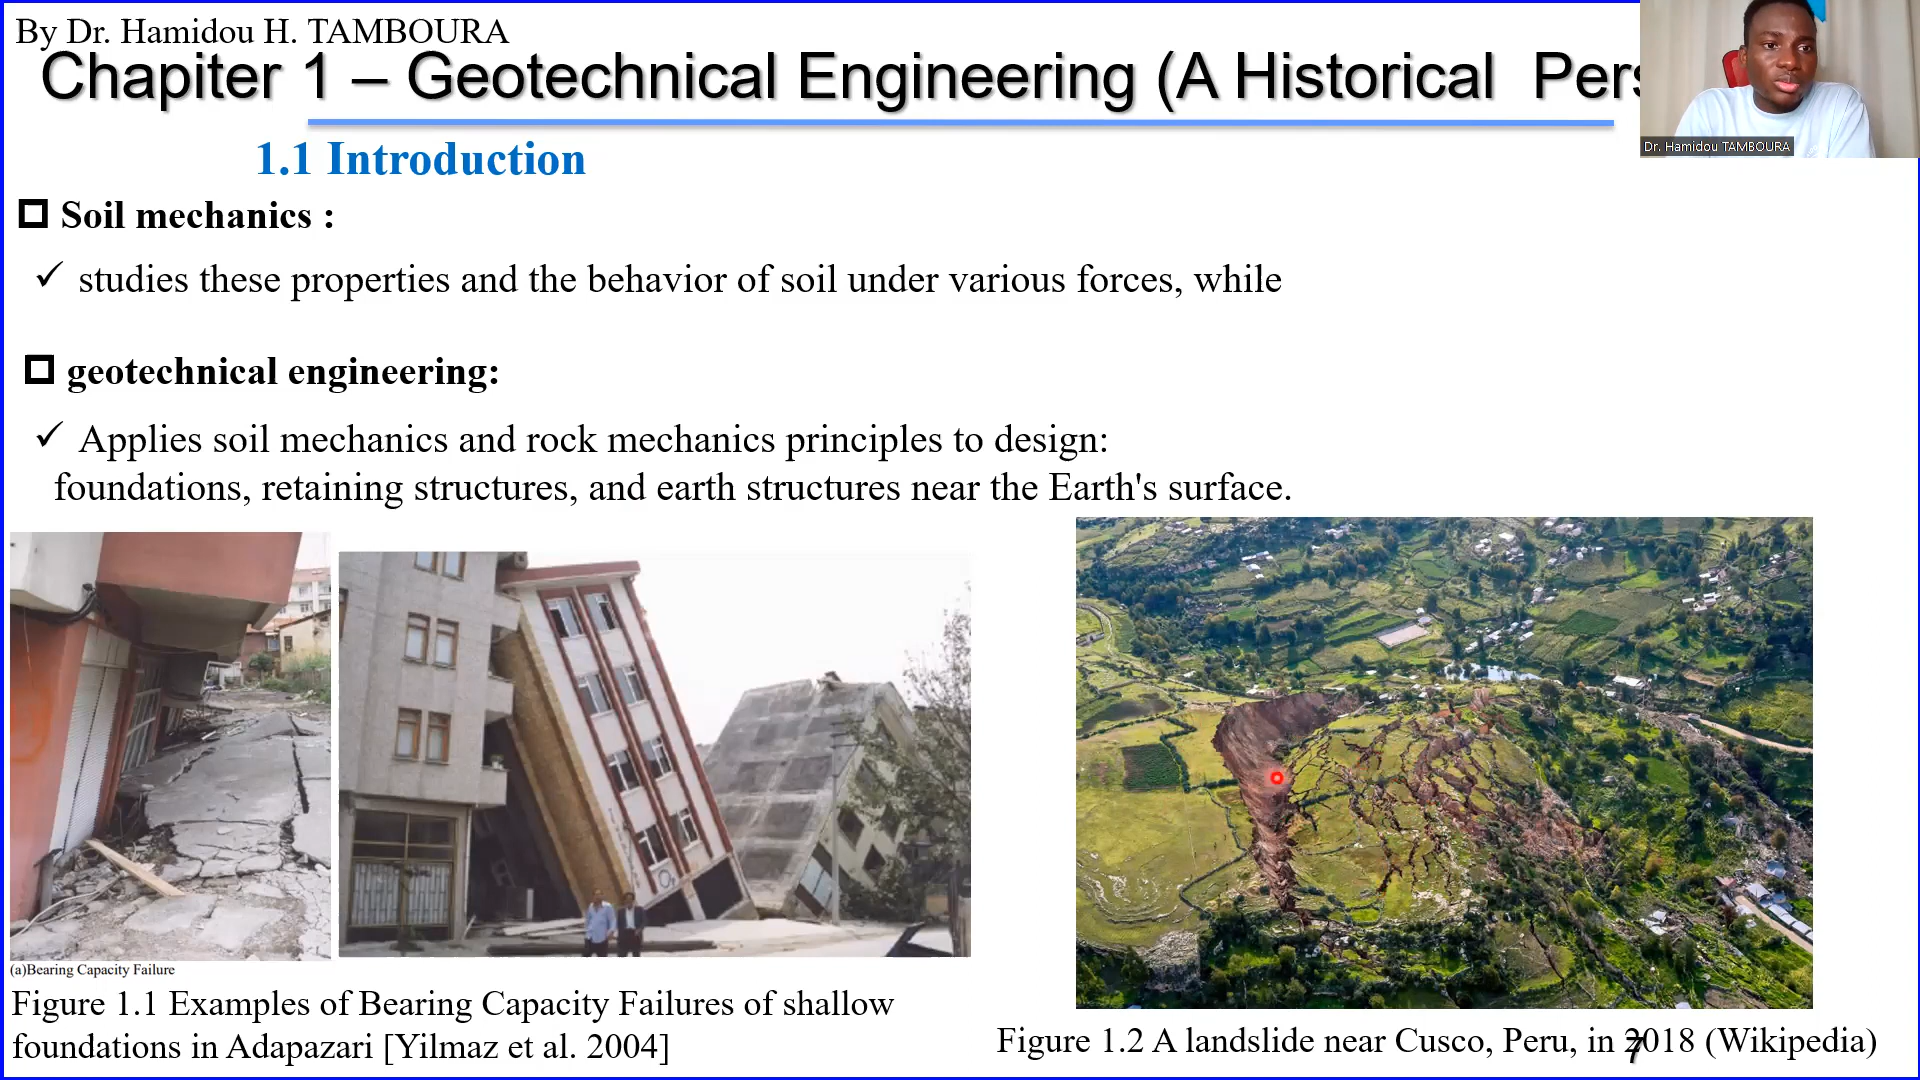 By Dr. Hamidou H. TAMBOURA
Chapiter 1 – Geotechnical Engineering (A Historical Pers
Dr. Hamidou TAMBOURA
1.1 Introduction
Soil mechanics :
✓ studies these properties and the behavior of soil under various forces, while
geotechnical engineering:
✓ Applies soil mechanics and rock mechanics principles to design:
foundations, retaining structures, and earth structures near the Earth's surface.
(a)Bearing Capacity Failure
Figure 1.1 Examples of Bearing Capacity Failures of shallow
foundations in Adapazari [Yilmaz et al. 2004]
Figure 1.2 A landslide near Cusco, Peru, in 2018 (Wikipedia)
7